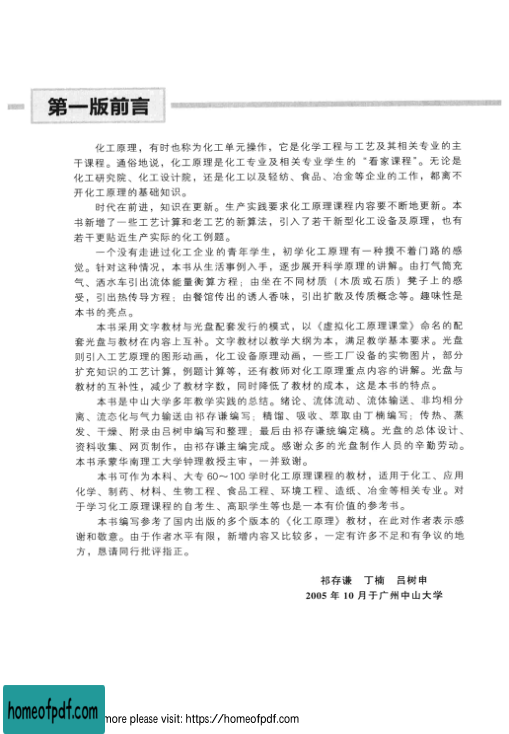 第一版前言
化工原理，有时也称为化工单元操作，它是化学工程与工艺及其相关专业的主
干课程。通俗地说，化工原理是化工专业及相关专业学生的“看家课程”。无论是
化工研究院、化工设计院，还是化工以及轻纺、食品、冶金等企业的工作，都离不
开化工原理的基础知识。
时代在前进，知识在更新。生产实践要求化工原理课程内容要不断地更新。本
书新增了一些工艺计算和老工艺的新算法，引入了若干新型化工设备及原理，也有
若干更贴近生产实际的化工例题。
一个没有走进过化工企业的青年学生，初学化工原理有一种摸不着门路的感
觉。针对这种情况，本书从生活事例入手，逐步展开科学原理的讲解。由打气筒充
气、洒水车引出流体能量衡算方程；由坐在不同材质（木质或石质）凳子上的感
受，引出热传导方程；由餐馆传出的诱人香味，引出扩散及传质概念等。趣味性是
本书的亮点。
本书采用文字教材与光盘配套发行的模式，以《虚拟化工原理课堂》命名的配
套光盘与教材在内容上互补。文字教材以教学大纲为本，满足教学基本要求。光盘
则引入工艺原理的图形动画，化工设备原理动画，一些工厂设备的实物图片，部分
扩充知识的工艺计算，例题计算等，还有教师对化工原理重点内容的讲解。光盘与
教材的互补性，减少了教材字数，同时降低了教材的成本，这是本书的特点。
本书是中山大学多年教学实践的总结。绪论、流体流动、流体输送、非均相分
离、流态化与气力输送由祁存谦编写；精馏、吸收、萃取由丁楠编写；传热、蒸
发、干燥、附录由吕树申编写和整理；最后由祁存谦统编定稿。光盘的总体设计、
资料收集、网页制作，由祁存谦主编完成。感谢众多的光盘制作人员的辛勤劳动。
本书承蒙华南理工大学钟理教授主审，一并致谢。
本书可作为本科、大专 60～100 学时化工原理课程的教材，适用于化工、应用
化学、制药、材料、生物工程、食品工程、环境工程、造纸、冶金等相关专业。对
于学习化工原理课程的自考生、高职学生等也是一本有价值的参考书。
本书编写参考了国内出版的多个版本的《化工原理》教材，在此对作者表示感
谢和敬意。由于作者水平有限，新增内容又比较多，一定有许多不足和有争议的地
方，恳请同行批评指正。
祁存谦 丁楠 吕树申
2005 年 10 月于广州中山大学
homeofpdf.com
more please visit: https://homeofpdf.com